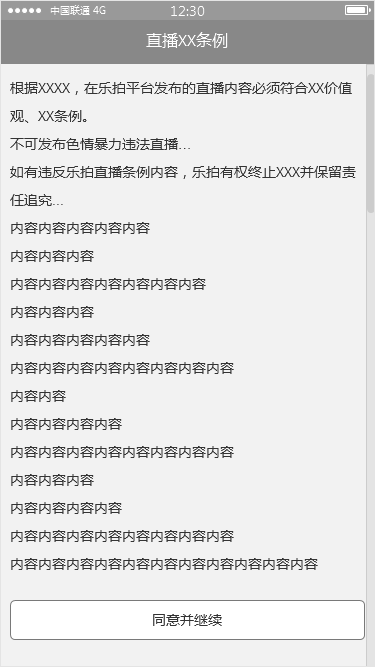 中国联通 4G 12:30
直播XX条例
根据XXXX，在乐拍平台发布的直播内容必须符合XX价值
观、XX条例。
不可发布色情暴力违法直播...
如有违反乐拍直播条例内容，乐拍有权终止XXX并保留责
任追究...
内容内容内容内容内容
内容内容内容
内容内容内容内容内容内容内容
内容内容内容
内容内容内容内容内容
内容内容内容内容内容内容内容内容
内容内容
内容内容内容内容
内容内容内容内容内容内容内容内容
内容内容内容
内容内容内容内容
内容内容内容内容内容内容内容内容
内容内容内容内容内容内容内容内容内容内容内容
同意并继续